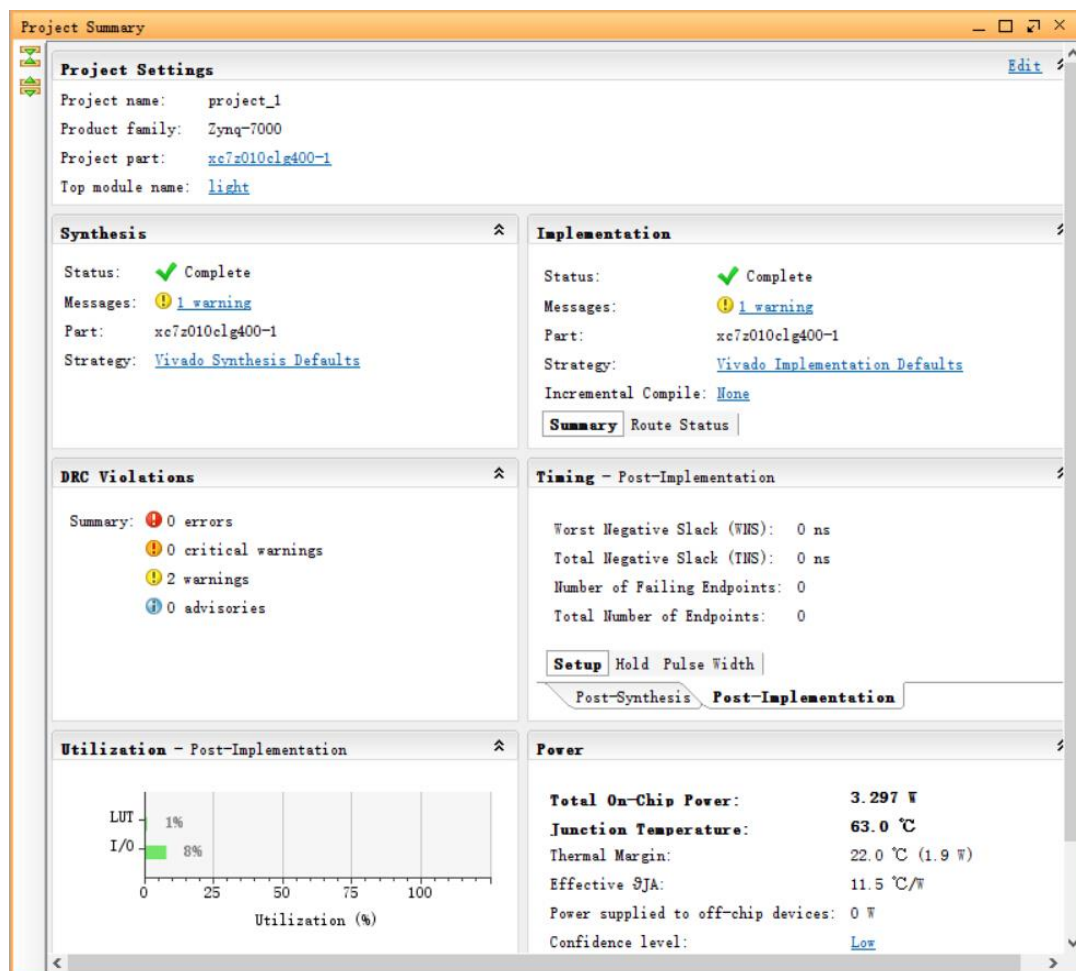 Project Summary
Project Settings
Edit
Project name: project_1
Product family: Zynq-7000
Project part: xc7z010clg400-1
Top module name: light
Synthesis
Status: Complete
Messages: 1 warning
Part: xc7z010clg400-1
Strategy: Vivado Synthesis Defaults
Implementation
Status: Complete
Messages: 1 warning
Part: xc7z010clg400-1
Strategy: Vivado Implementation Defaults
Incremental Compile: None
Summary Route Status
DRC Violations
Summary: 0 errors
0 critical warnings
2 warnings
0 advisories
Timing - Post-Implementation
Worst Negative Slack (WNS): 0 ns
Total Negative Slack (TNS): 0 ns
Number of Failing Endpoints: 0
Total Number of Endpoints: 0
Setup Hold Pulse Width
Post-Synthesis Post-Implementation
Utilization - Post-Implementation
LUT 1%
I/O 8%
0 25 50 75 100
Utilization (%)
Power
Total On-Chip Power: 3.297 W
Junction Temperature: 63.0 ℃
Thermal Margin: 22.0 ℃ (1.9 W)
Effective ϑJA: 11.5 ℃/W
Power supplied to off-chip devices: 0 W
Confidence level: Low